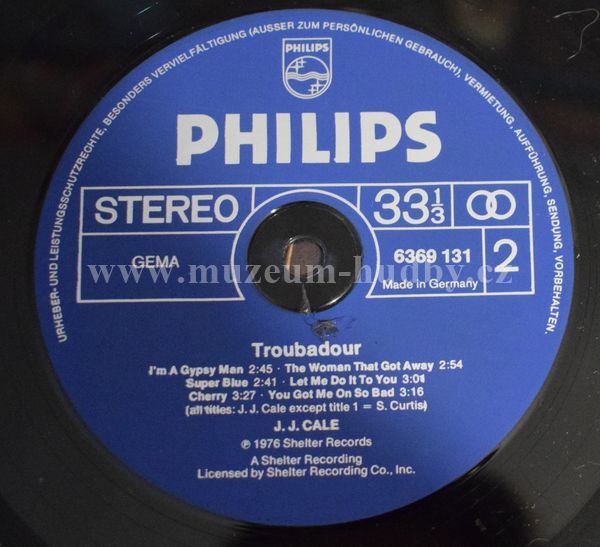 URHEBER- UND LEISTUNGSSCHUTZRECHTE, BESONDERS VERVIELFÄLTIGUNG (AUSSER ZUM PERSÖNLICHEN GEBRAUCH), VERMIETUNG, AUFFÜHRUNG, SENDUNG, VORBEHALTEN.
PHILIPS
PHILIPS
STEREO 33 1/3
GEMA 6369 131 2
Made in Germany
www.muzeum-hudby.cz
Troubadour
I'm A Gypsy Man 2:45 · The Woman That Got Away 2:54
Super Blue 2:41 · Let Me Do It To You 3:01
Cherry 3:27 · You Got Me On So Bad 3:16
(all titles: J. J. Cale except title 1 = S. Curtis)
J. J. CALE
℗ 1976 Shelter Records
A Shelter Recording
Licensed by Shelter Recording Co., Inc.